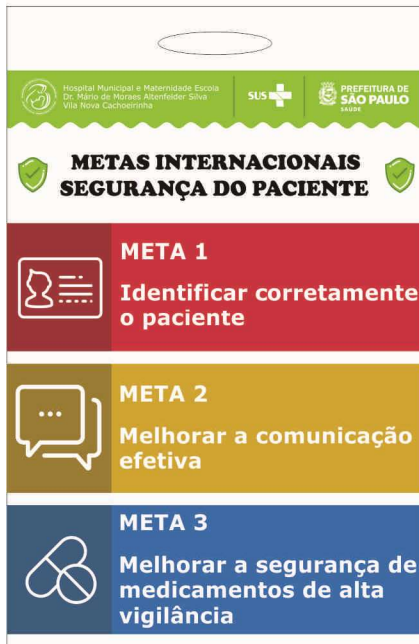 Hospital Municipal e Maternidade Escola
Dr. Mário de Moraes Altenfelder Silva
Vila Nova Cachoeirinha
SUS
PREFEITURA DE
SÃO PAULO
SAÚDE
METAS INTERNACIONAIS
SEGURANÇA DO PACIENTE
META 1
Identificar corretamente
o paciente
META 2
Melhorar a comunicação
efetiva
META 3
Melhorar a segurança de
medicamentos de alta
vigilância